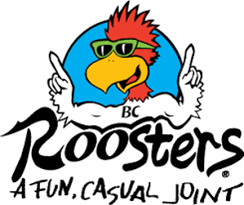 BC
Roosters®
A FUN, CASUAL JOINT